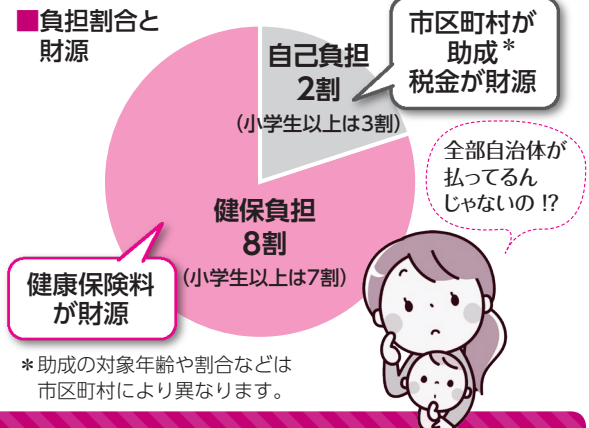 ■負担割合と
財源
市区町村が
助成*
税金が財源
自己負担
2割
(小学生以上は3割)
全部自治体が
払ってるん
じゃないの!?
健保負担
8割
(小学生以上は7割)
健康保険料
が財源
*助成の対象年齢や割合などは
市区町村により異なります。